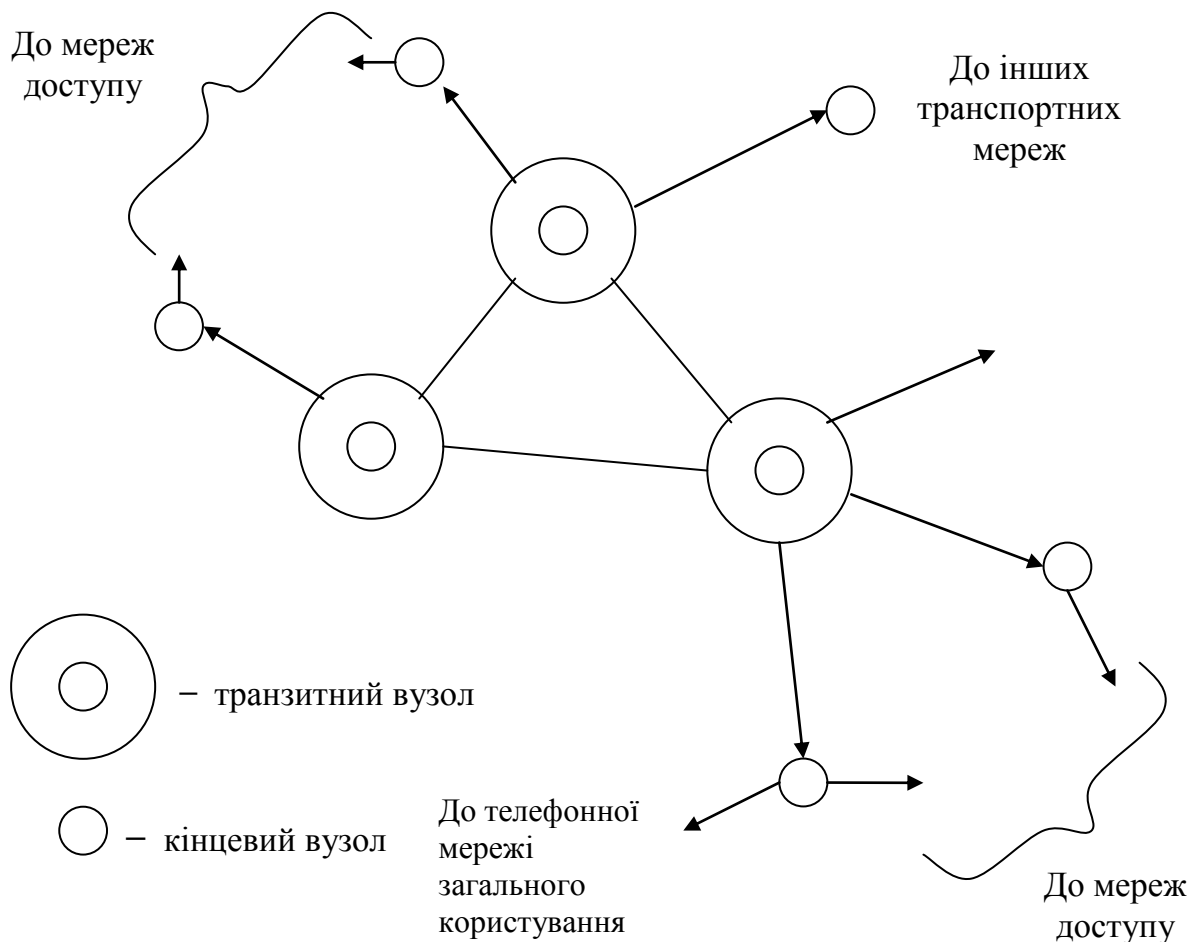 До мереж
доступу
До інших
транспортних
мереж
– транзитний вузол
– кінцевий вузол
До телефонної
мережі
загального
користування
До мереж
доступу